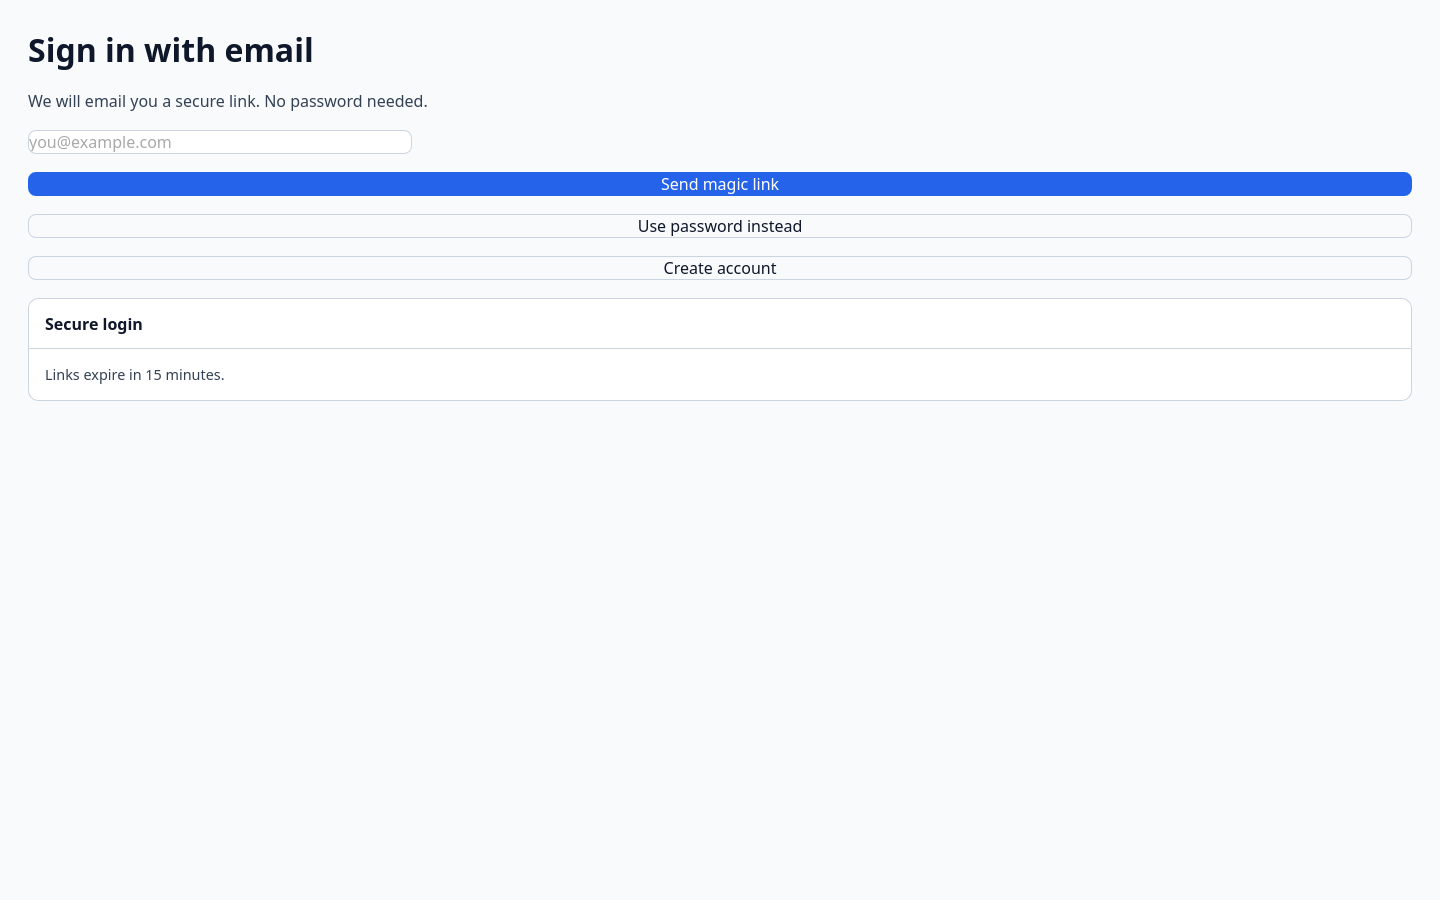 Sign in with email
We will email you a secure link. No password needed.
you@example.com
Send magic link
Use password instead
Create account
Secure login
Links expire in 15 minutes.